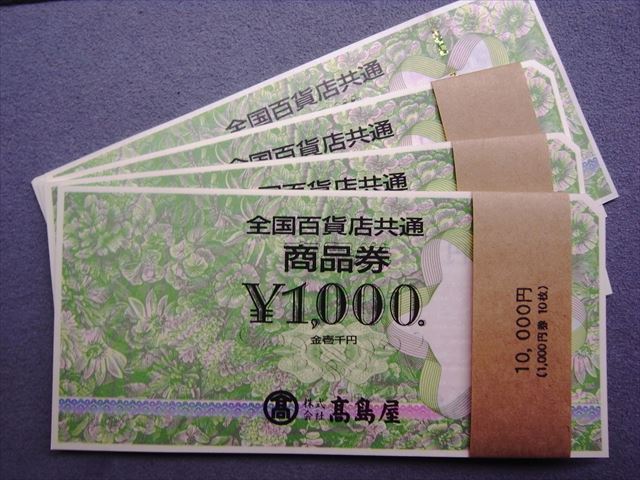 全国百貨店共通
全国百貨店共通
全国百貨店共通
全国百貨店共通
商品券
¥1,000.
金壱千円
髙 株式会社 髙島屋
10,000円
(1,000円券 10枚)